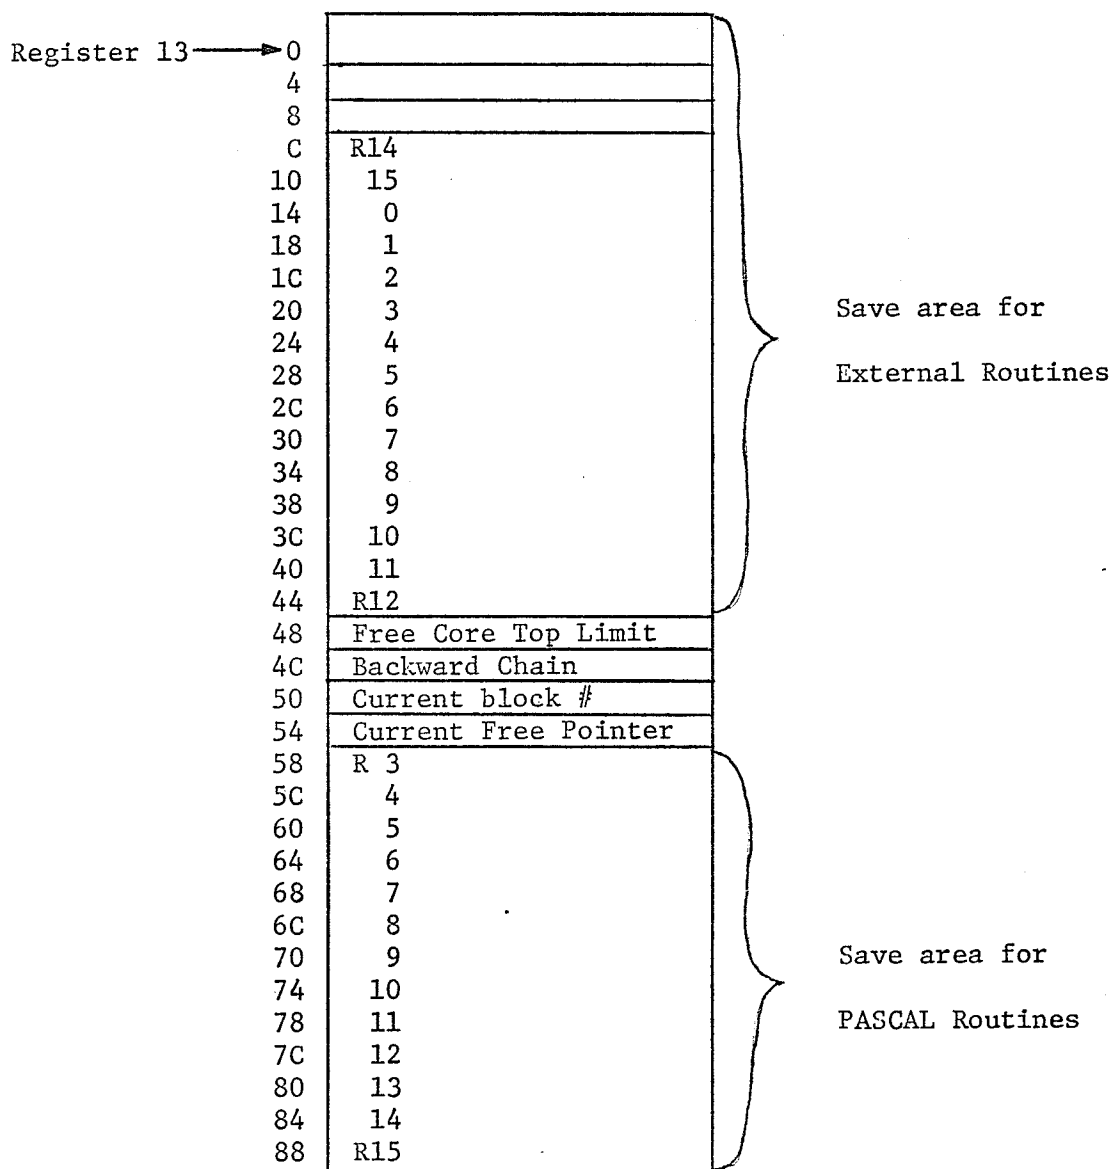 Register 13 0
4
8
C R14
10 15
14 0
18 1
1C 2
20 3
Save area for
24 4
28 5
External Routines
2C 6
30 7
34 8
38 9
3C 10
40 11
44 R12
48 Free Core Top Limit
4C Backward Chain
50 Current block #
54 Current Free Pointer
58 R 3
5C 4
60 5
64 6
68 7
6C 8
70 9
Save area for
74 10
78 11
PASCAL Routines
7C 12
80 13
84 14
88 R15